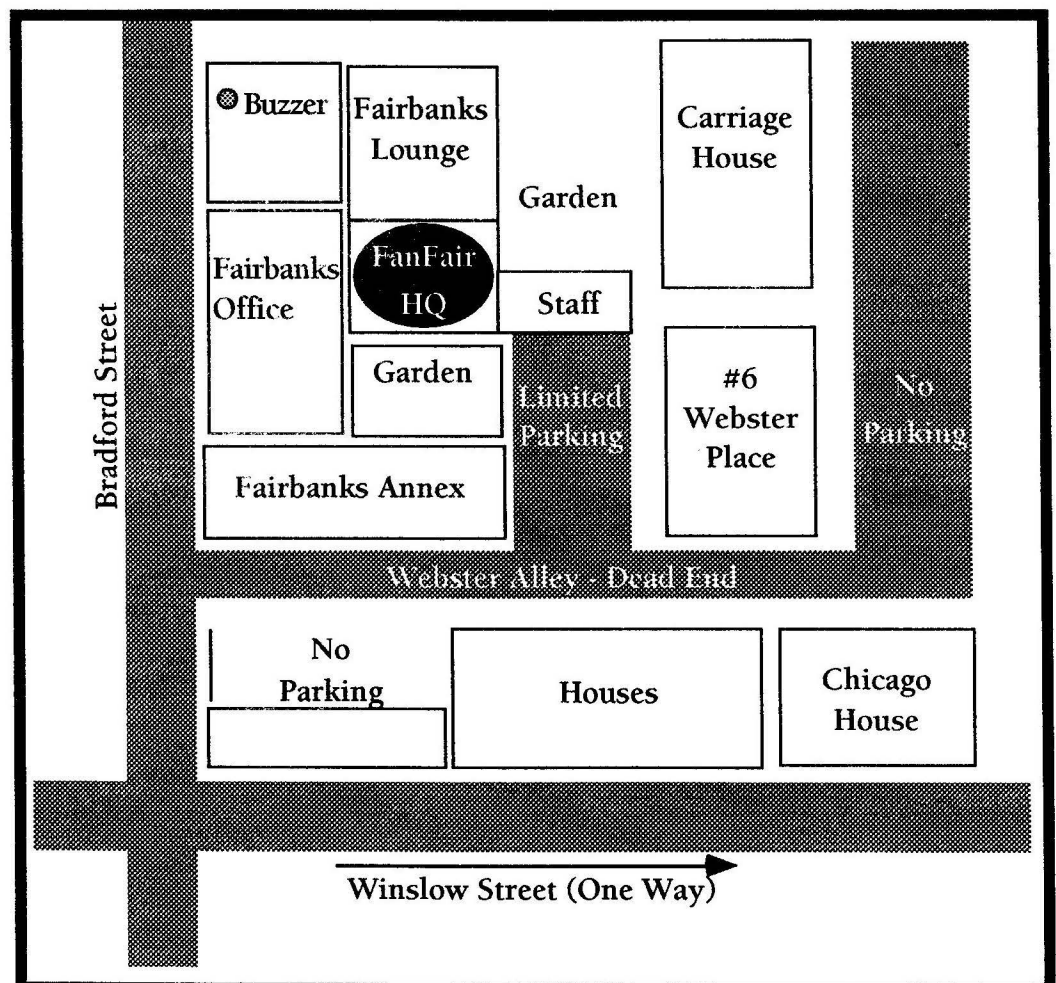 Buzzer
Fairbanks
Lounge
Carriage
House
Garden
FanFair
HQ
Fairbanks
Office
Staff
Garden
Limited
Parking
#6
Webster
Place
No
Parking
Bradford Street
Fairbanks Annex
Webster Alley - Dead End
No
Parking
Houses
Chicago
House
Winslow Street (One Way)